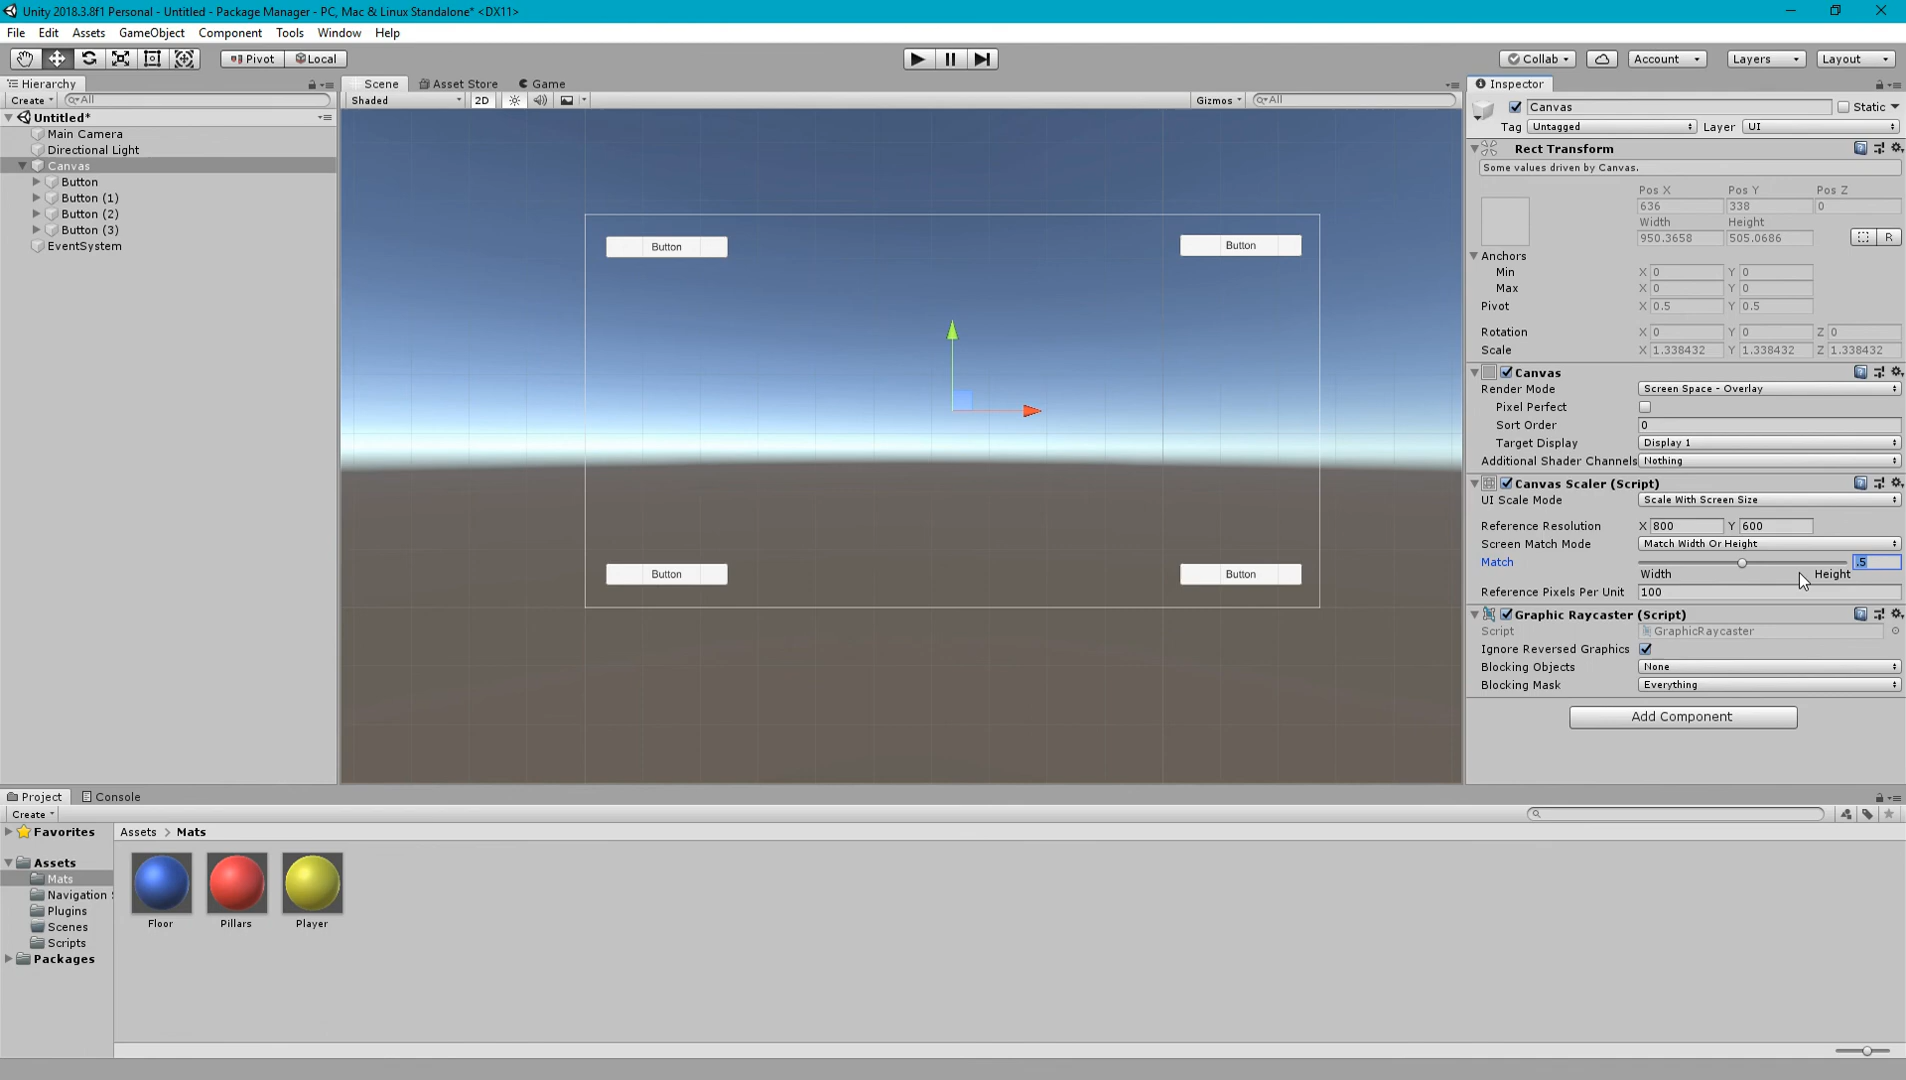 Unity 2018.3.8f1 Personal - Untitled - Package Manager - PC, Mac & Linux Standalone* <DX11>
File Edit Assets GameObject Component Tools Window Help
Pivot Local Collab Account Layers Layout
Hierarchy
Create All
Untitled*
Main Camera
Directional Light
Canvas
Button
Button (1)
Button (2)
Button (3)
EventSystem
Scene Asset Store Game
Shaded 2D Gizmos All
Button
Button
Button
Button
Inspector
Canvas Static
Tag Untagged Layer UI
Rect Transform
Some values driven by Canvas.
Pos X Pos Y Pos Z
636 338 0
Width Height
950.3658 505.0686 R
Anchors
Min X 0 Y 0
Max X 0 Y 0
Pivot X 0.5 Y 0.5
Rotation X 0 Y 0 Z 0
Scale X 1.338432 Y 1.338432 Z 1.338432
Canvas
Render Mode Screen Space - Overlay
Pixel Perfect
Sort Order 0
Target Display Display 1
Additional Shader Channels Nothing
Canvas Scaler (Script)
UI Scale Mode Scale With Screen Size
Reference Resolution X 800 Y 600
Screen Match Mode Match Width Or Height
Match .5
Width Height
Reference Pixels Per Unit 100
Graphic Raycaster (Script)
Script GraphicRaycaster
Ignore Reversed Graphics
Blocking Objects None
Blocking Mask Everything
Add Component
Project Console
Create
Favorites
Assets
Mats
Navigation
Plugins
Scenes
Scripts
Packages
Assets > Mats
Floor Pillars Player